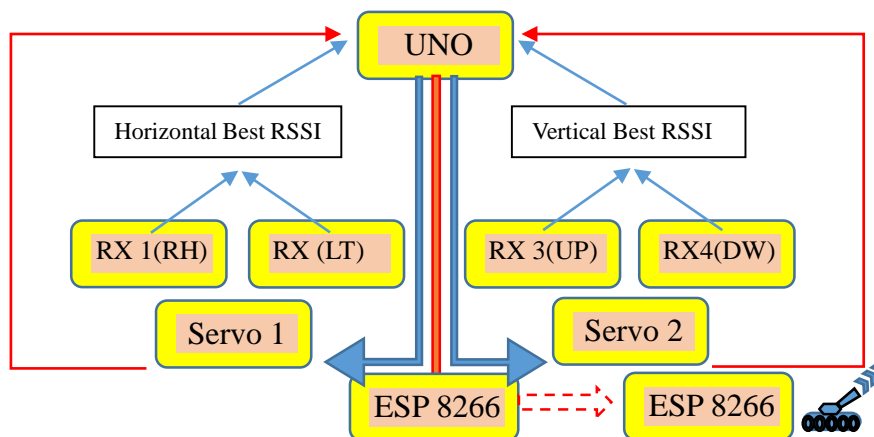 UNO
Horizontal Best RSSI
Vertical Best RSSI
RX 1(RH)
RX (LT)
RX 3(UP)
RX4(DW)
Servo 1
Servo 2
ESP 8266
ESP 8266